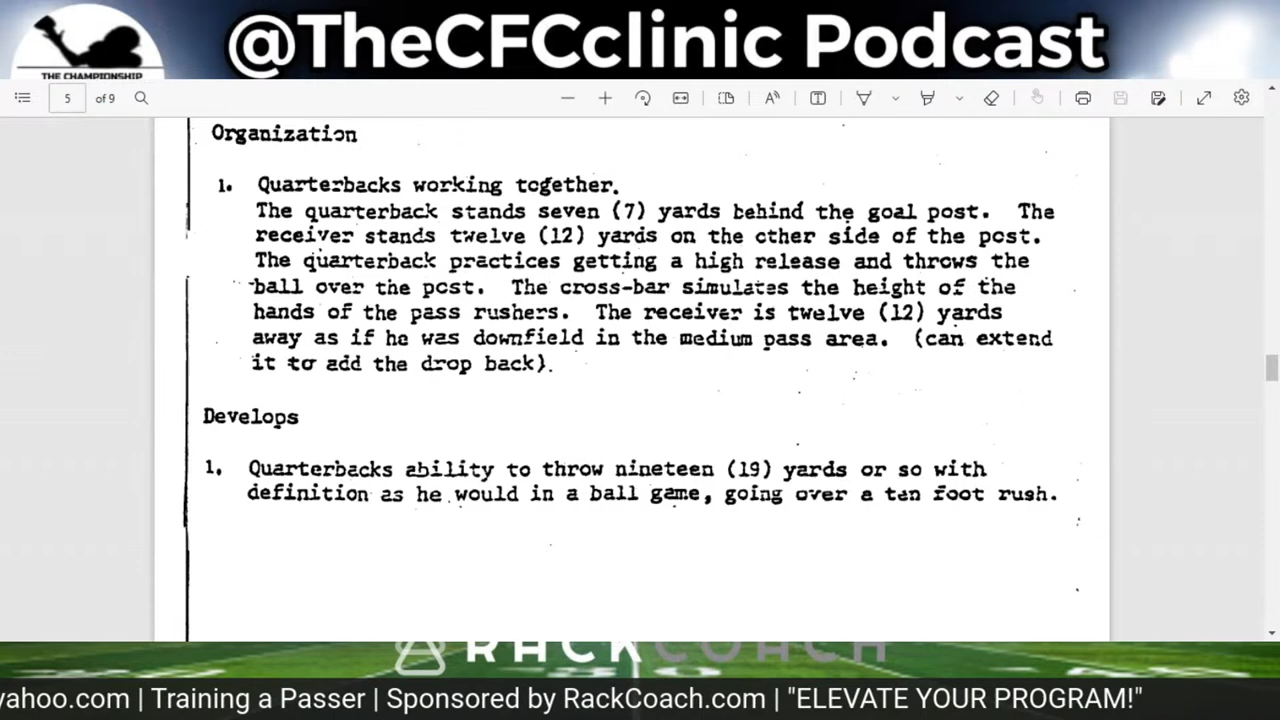 @TheCFCclinic Podcast
THE CHAMPIONSHIP
5 of 9
Organization
1. Quarterbacks working together.
The quarterback stands seven (7) yards behind the goal post. The
receiver stands twelve (12) yards on the other side of the post.
The quarterback practices getting a high release and throws the
ball over the post. The cross-bar simulates the height of the
hands of the pass rushers. The receiver is twelve (12) yards
away as if he was downfield in the medium pass area. (can extend
it to add the drop back).
Develops
1. Quarterbacks ability to throw nineteen (19) yards or so with
definition as he would in a ball game, going over a ten foot rush.
RACKCOACH
yahoo.com | Training a Passer | Sponsored by RackCoach.com | "ELEVATE YOUR PROGRAM!"